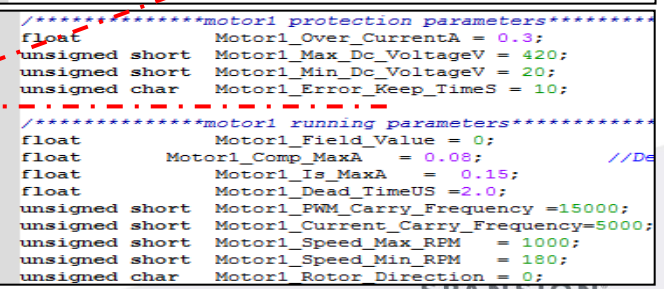 /**************motor1 protection parameters*********
float Motor1_Over_CurrentA = 0.3;
unsigned short Motor1_Max_Dc_VoltageV = 420;
unsigned short Motor1_Min_Dc_VoltageV = 20;
unsigned char Motor1_Error_Keep_TimeS = 10;
/**************motor1 running parameters************
float Motor1_Field_Value = 0;
float Motor1_Comp_MaxA = 0.08; //De
float Motor1_Is_MaxA = 0.15;
float Motor1_Dead_TimeUS =2.0;
unsigned short Motor1_PWM_Carry_Frequency =15000;
unsigned short Motor1_Current_Carry_Frequency=5000;
unsigned short Motor1_Speed_Max_RPM = 1000;
unsigned short Motor1_Speed_Min_RPM = 180;
unsigned char Motor1_Rotor_Direction = 0;